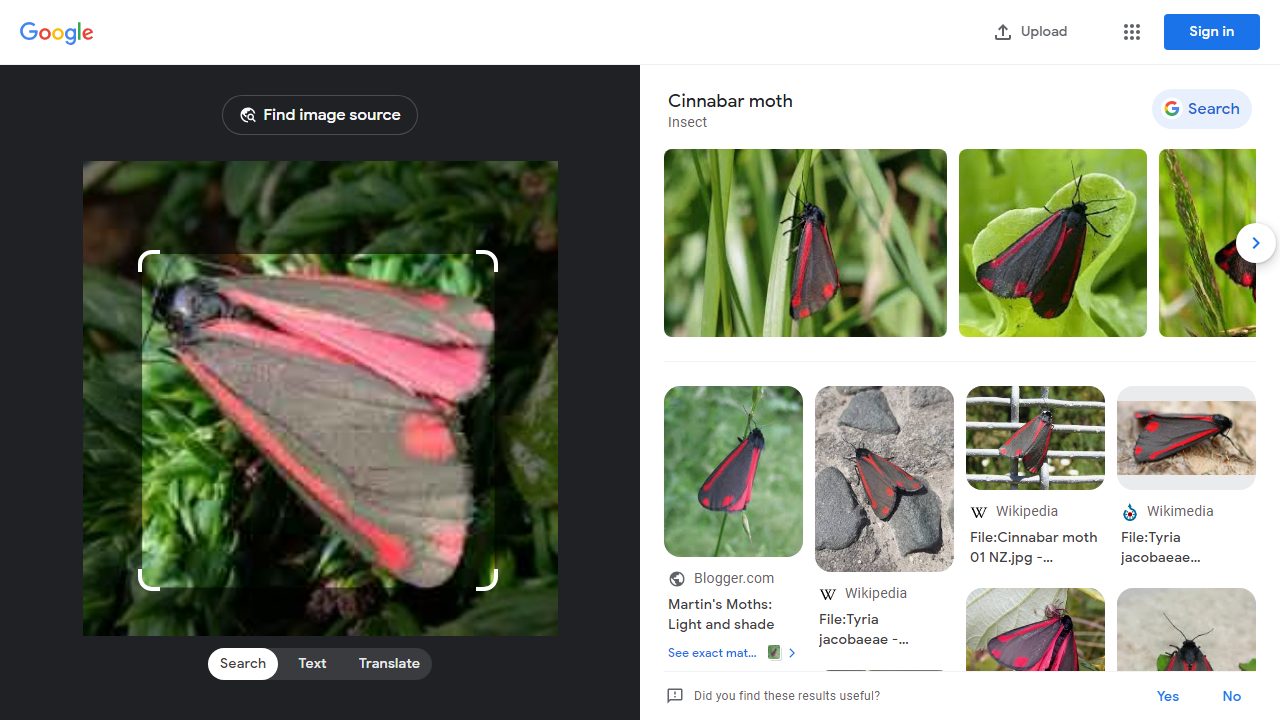 Google
Upload
Sign in
Find image source
Search
Text
Translate
Cinnabar moth
Insect
Search
Blogger.com
Martin's Moths:
Light and shade
See exact mat...
Wikipedia
File:Tyria
jacobaeae -...
Wikipedia
File:Cinnabar moth
01 NZ.jpg -...
Wikimedia
File:Tyria
jacobaeae...
Did you find these results useful?
Yes
No